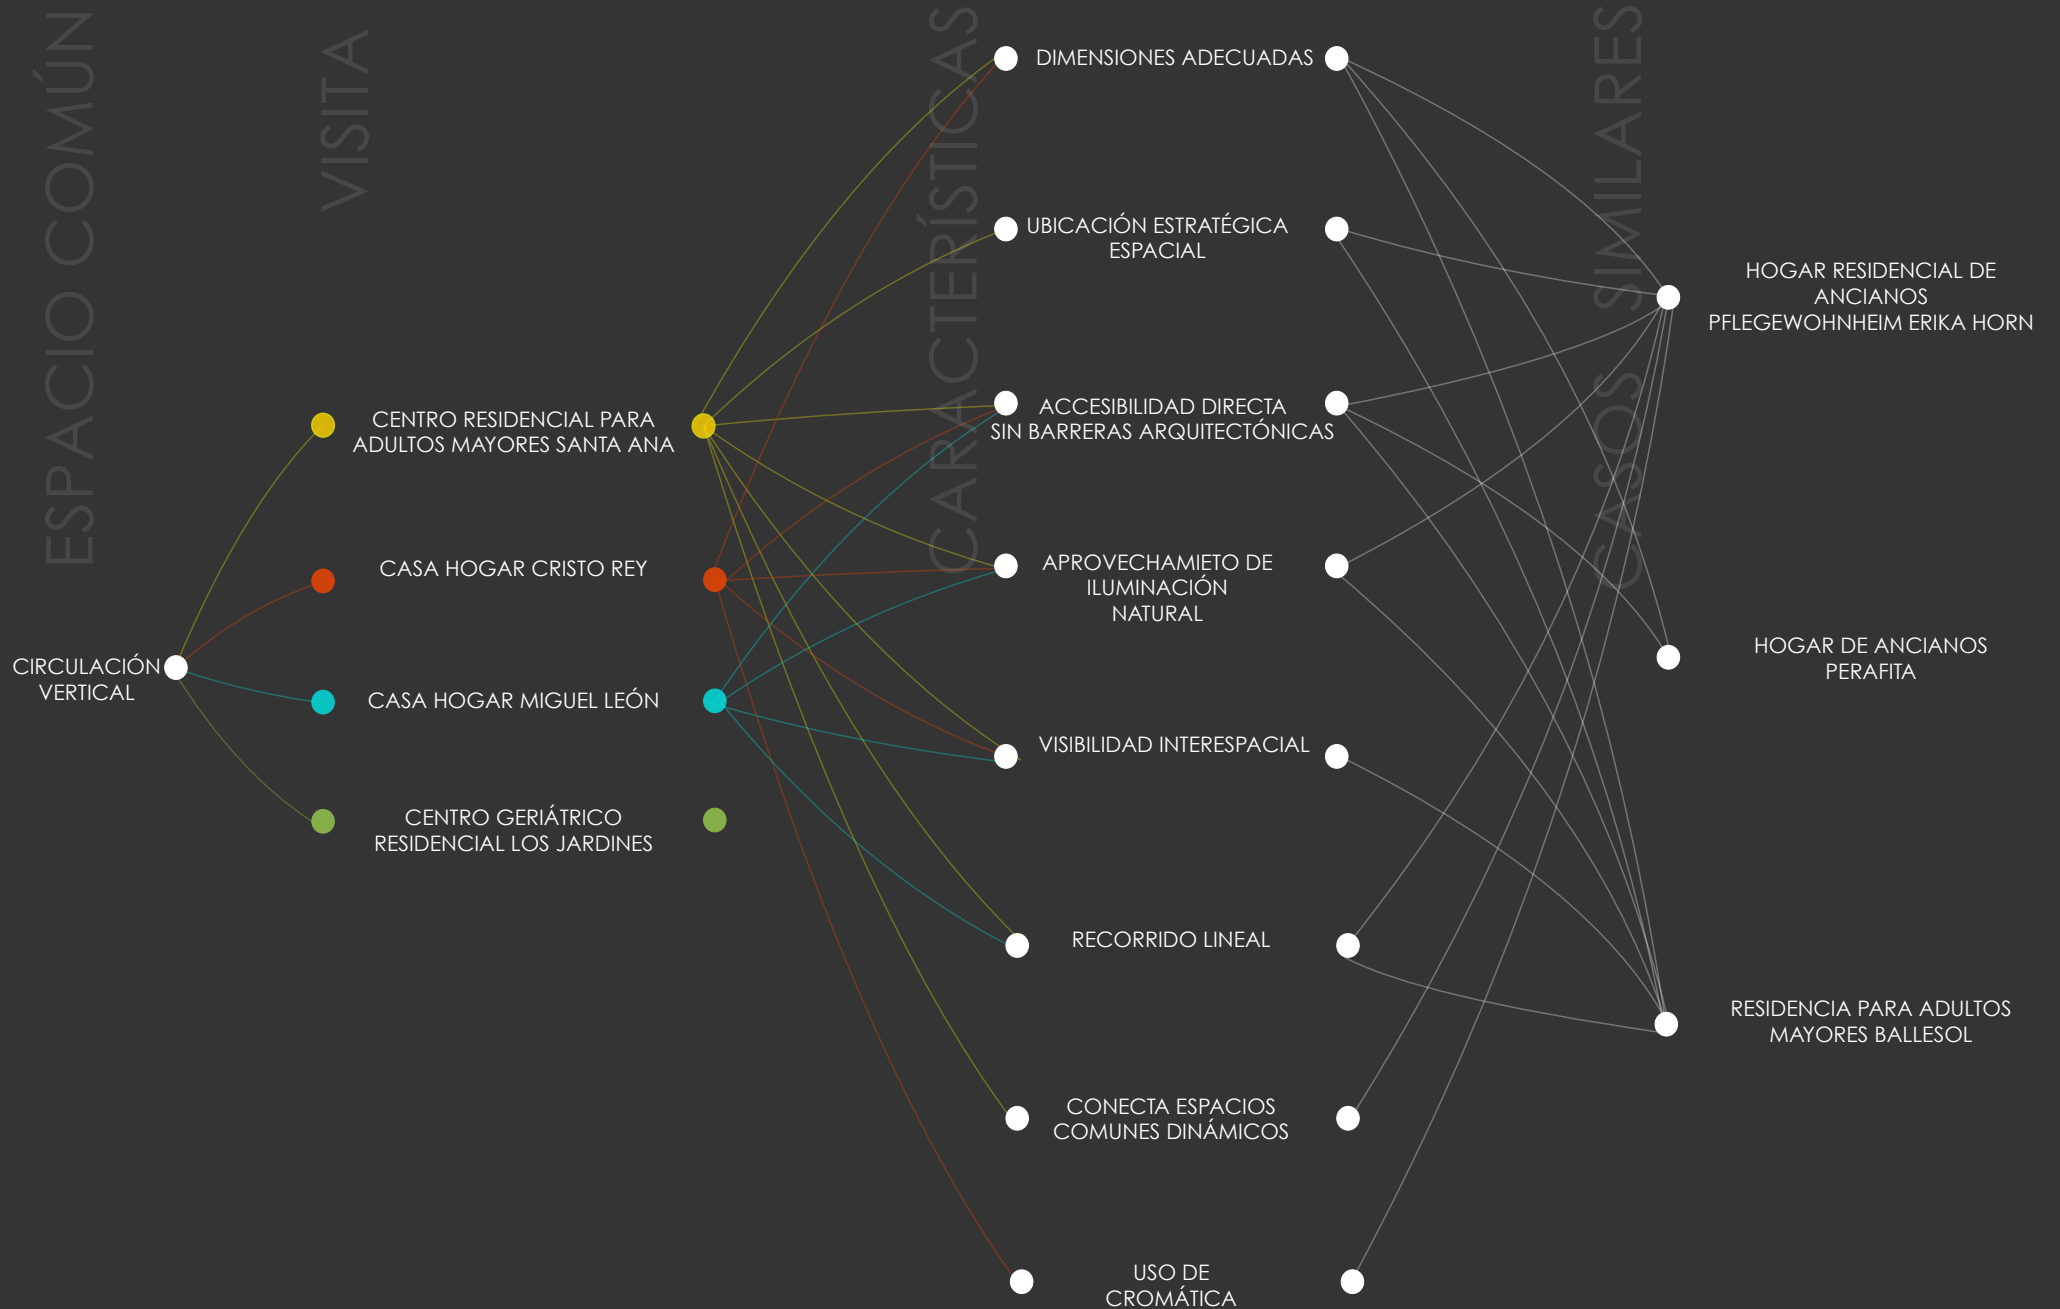 ESPACIO COMÚN
VISITA
CARACTERÍSTICAS
CASOS SIMILARES
CIRCULACIÓN
VERTICAL
CENTRO RESIDENCIAL PARA
ADULTOS MAYORES SANTA ANA
CASA HOGAR CRISTO REY
CASA HOGAR MIGUEL LEÓN
CENTRO GERIÁTRICO
RESIDENCIAL LOS JARDINES
DIMENSIONES ADECUADAS
UBICACIÓN ESTRATÉGICA
ESPACIAL
ACCESIBILIDAD DIRECTA
SIN BARRERAS ARQUITECTÓNICAS
APROVECHAMIETO DE
ILUMINACIÓN
NATURAL
VISIBILIDAD INTERESPACIAL
RECORRIDO LINEAL
CONECTA ESPACIOS
COMUNES DINÁMICOS
USO DE
CROMÁTICA
HOGAR RESIDENCIAL DE
ANCIANOS
PFLEGEWOHNHEIM ERIKA HORN
HOGAR DE ANCIANOS
PERAFITA
RESIDENCIA PARA ADULTOS
MAYORES BALLESOL